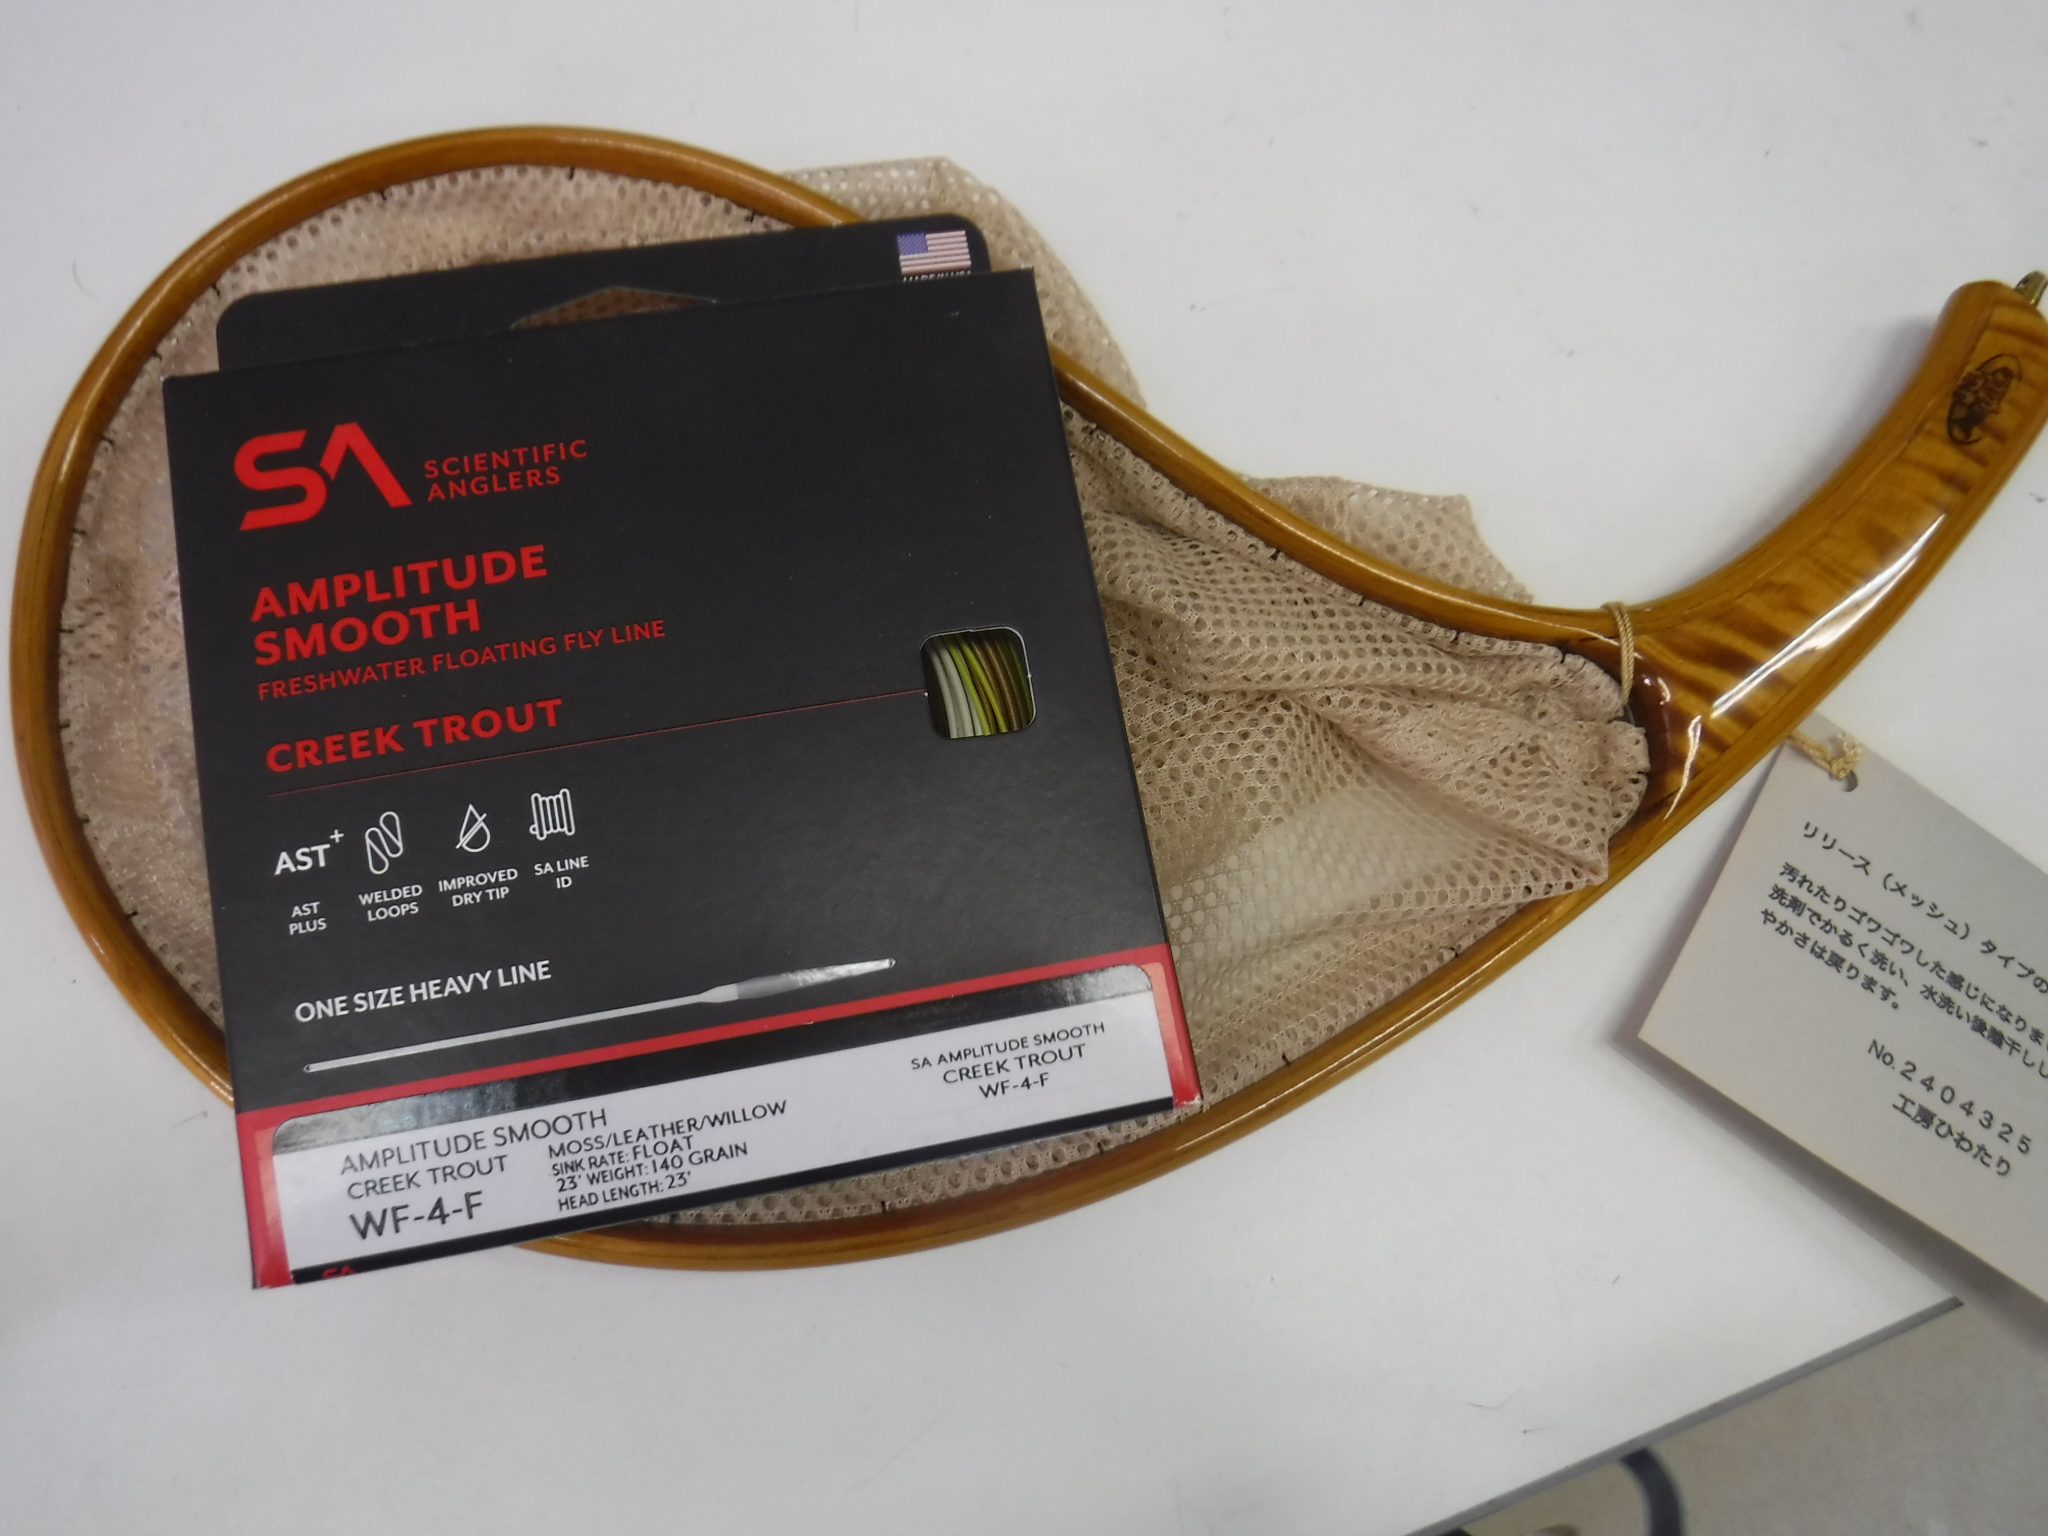 MADE IN USA
SA SCIENTIFIC
ANGLERS
AMPLITUDE
SMOOTH
FRESHWATER FLOATING FLY LINE
CREEK TROUT
AST+
AST
PLUS
WELDED
LOOPS
IMPROVED
DRY TIP
SA LINE
ID
ONE SIZE HEAVY LINE
AMPLITUDE SMOOTH
CREEK TROUT
WF-4-F
MOSS/LEATHER/WILLOW
SINK RATE: FLOAT
23' WEIGHT: 140 GRAIN
HEAD LENGTH: 23'
SA AMPLITUDE SMOOTH
CREEK TROUT
WF-4-F
SA
リリース（メッシュ）タイプの
汚れたりゴワゴワした感じになりま
洗剤でかるく洗い、水洗い後陰干しし
やかさは戻ります。
No.2404325
工房ひわたり